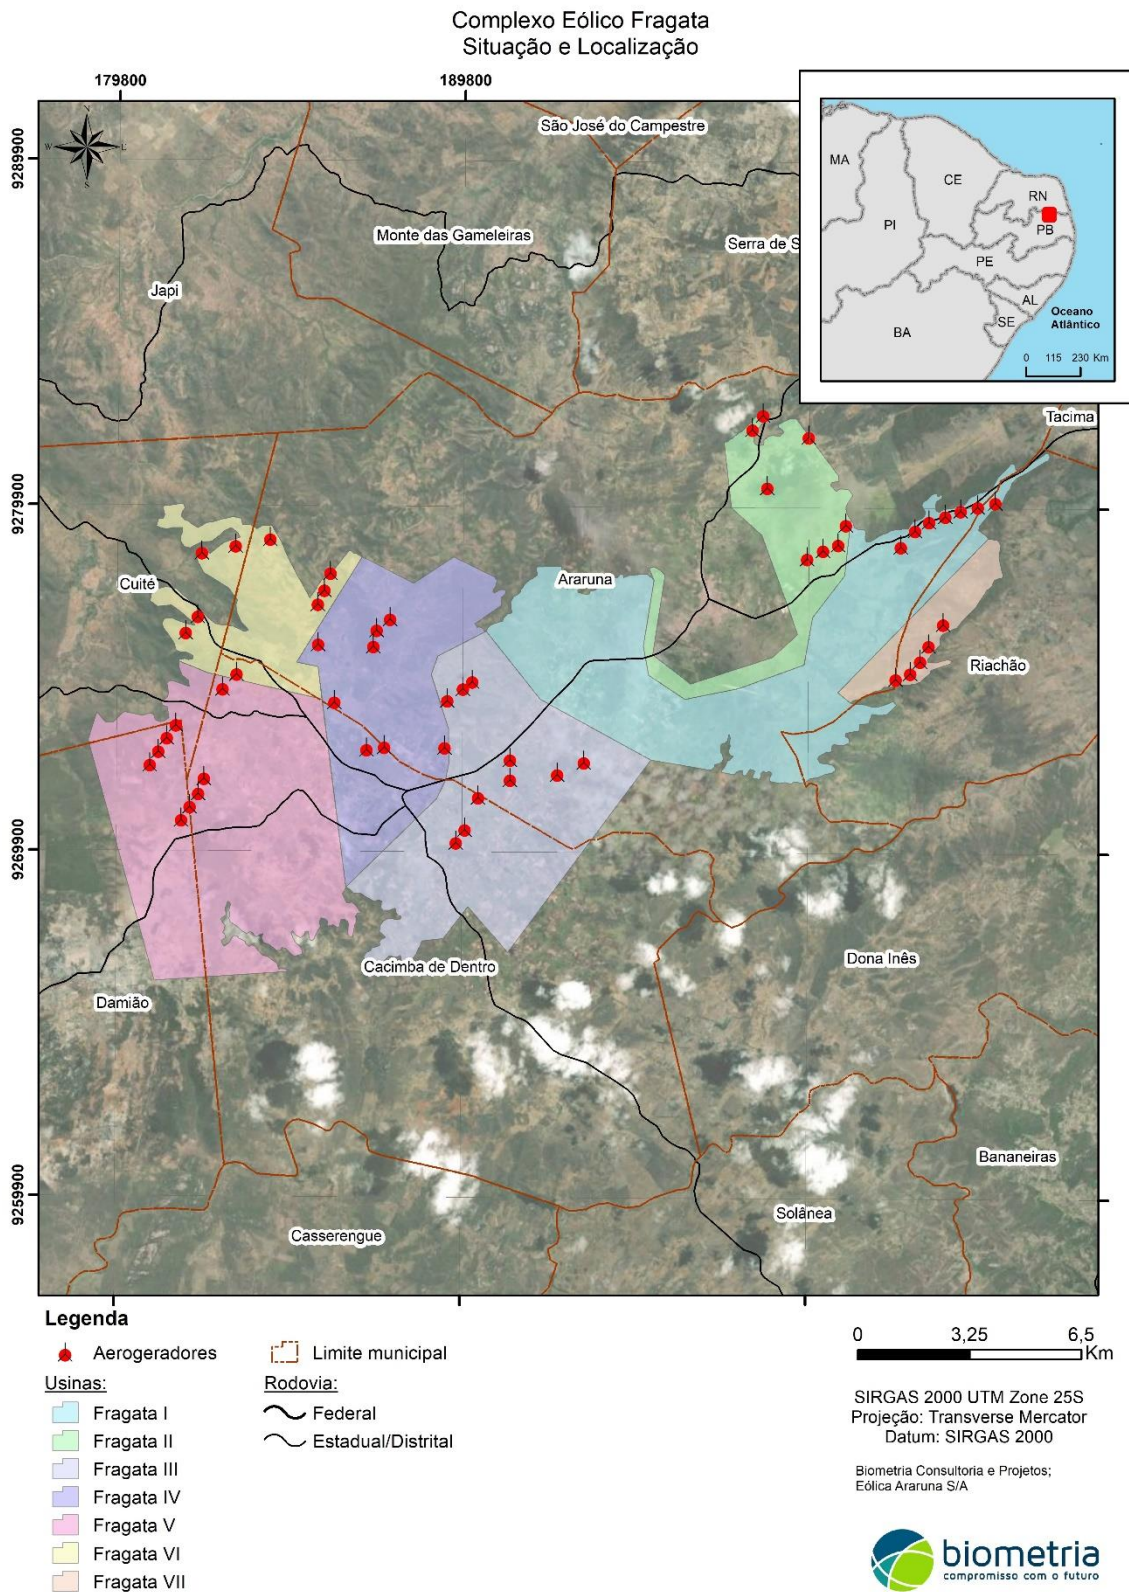 Complexo Eólico Fragata
Situação e Localização
179800
189800
9289900
9279900
9269900
9259900
N
W
L
S
São José do Campestre
Monte das Gameleiras
Serra de S
Japi
Tacima
Cuité
Araruna
Riachão
Cacimba de Dentro
Dona Inês
Damião
Bananeiras
Solânea
Casserengue
MA
CE
RN
PI
PB
PE
AL
SE
BA
Oceano
Atlântico
0 115 230 Km
Legenda
Aerogeradores
Limite municipal
Usinas:
Fragata I
Fragata II
Fragata III
Fragata IV
Fragata V
Fragata VI
Fragata VII
Rodovia:
Federal
Estadual/Distrital
0 3,25 6,5
Km
SIRGAS 2000 UTM Zone 25S
Projeção: Transverse Mercator
Datum: SIRGAS 2000
Biometria Consultoria e Projetos;
Eólica Araruna S/A
biometria
compromisso com o futuro